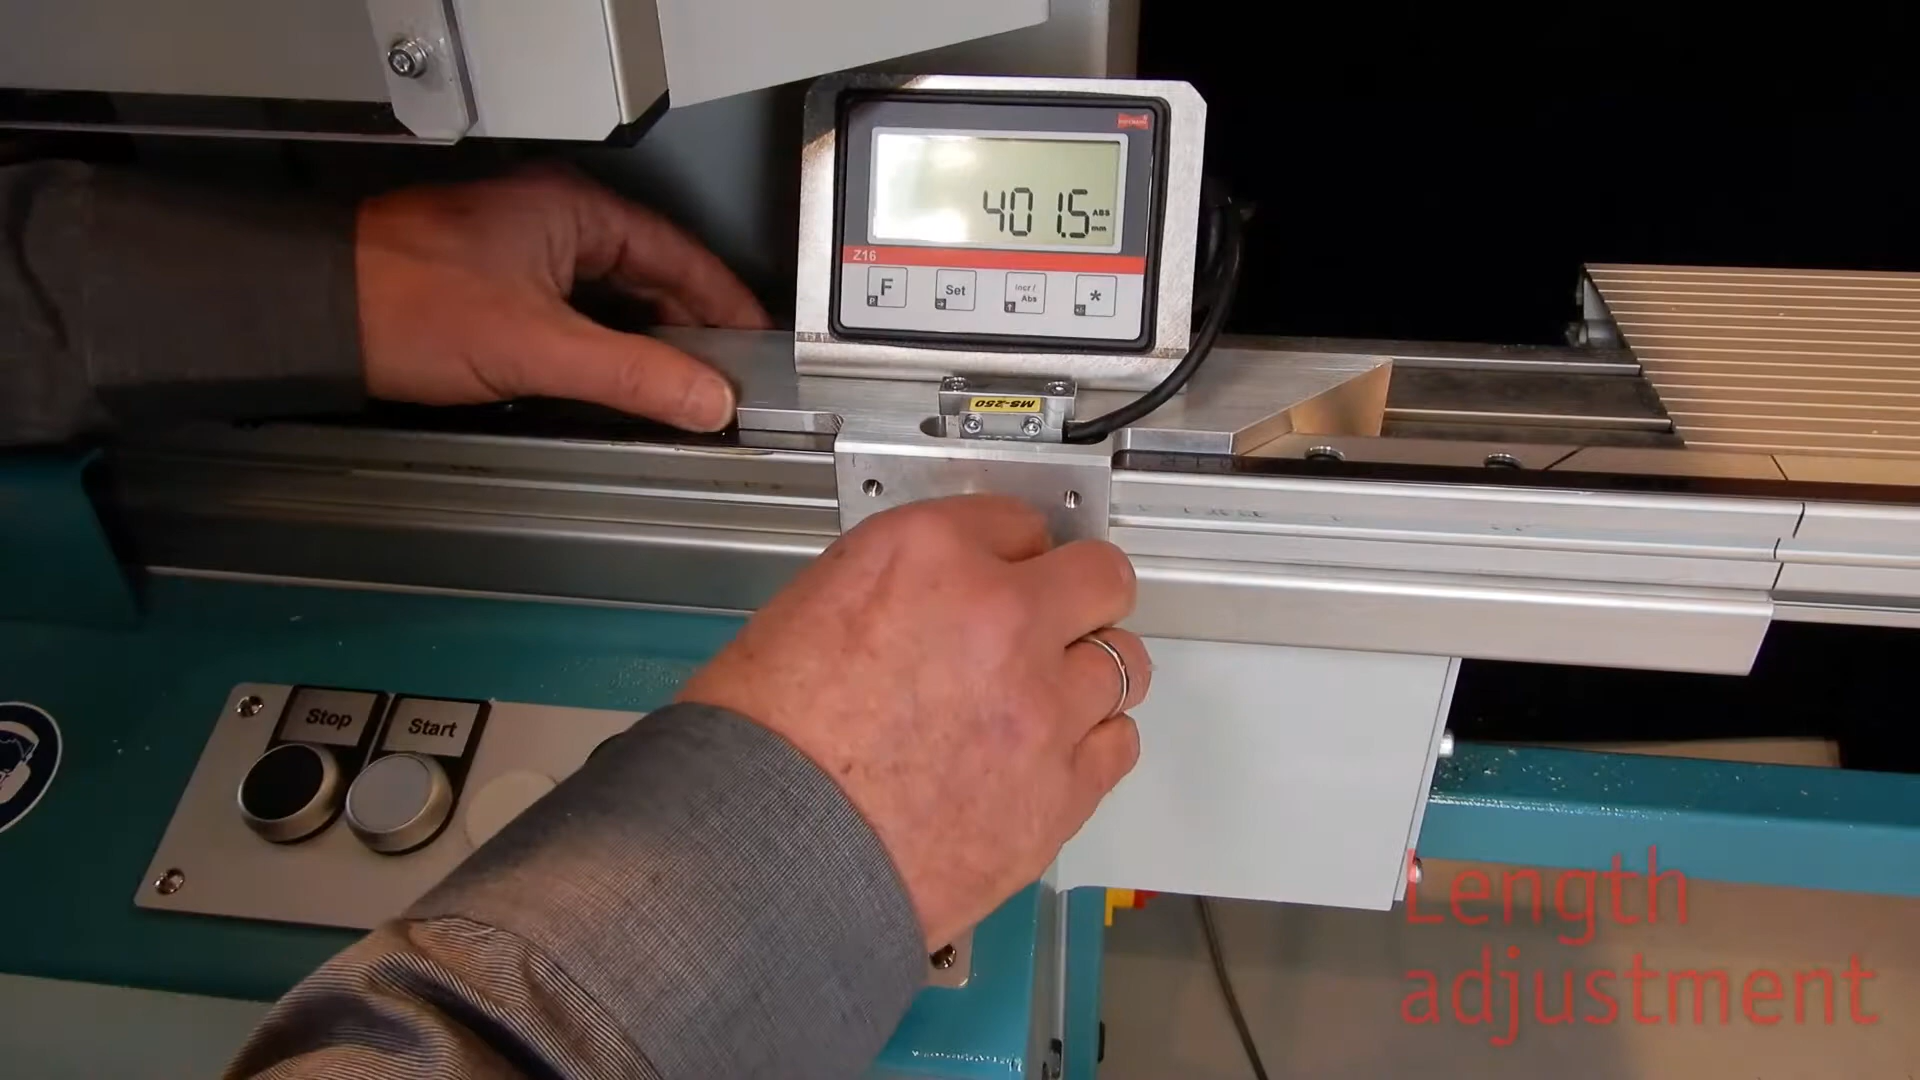 401.5
ABS
mm
Z16
F
P
Set
Incr /
Abs
*
MS-250
Stop
Start
Length
adjustment